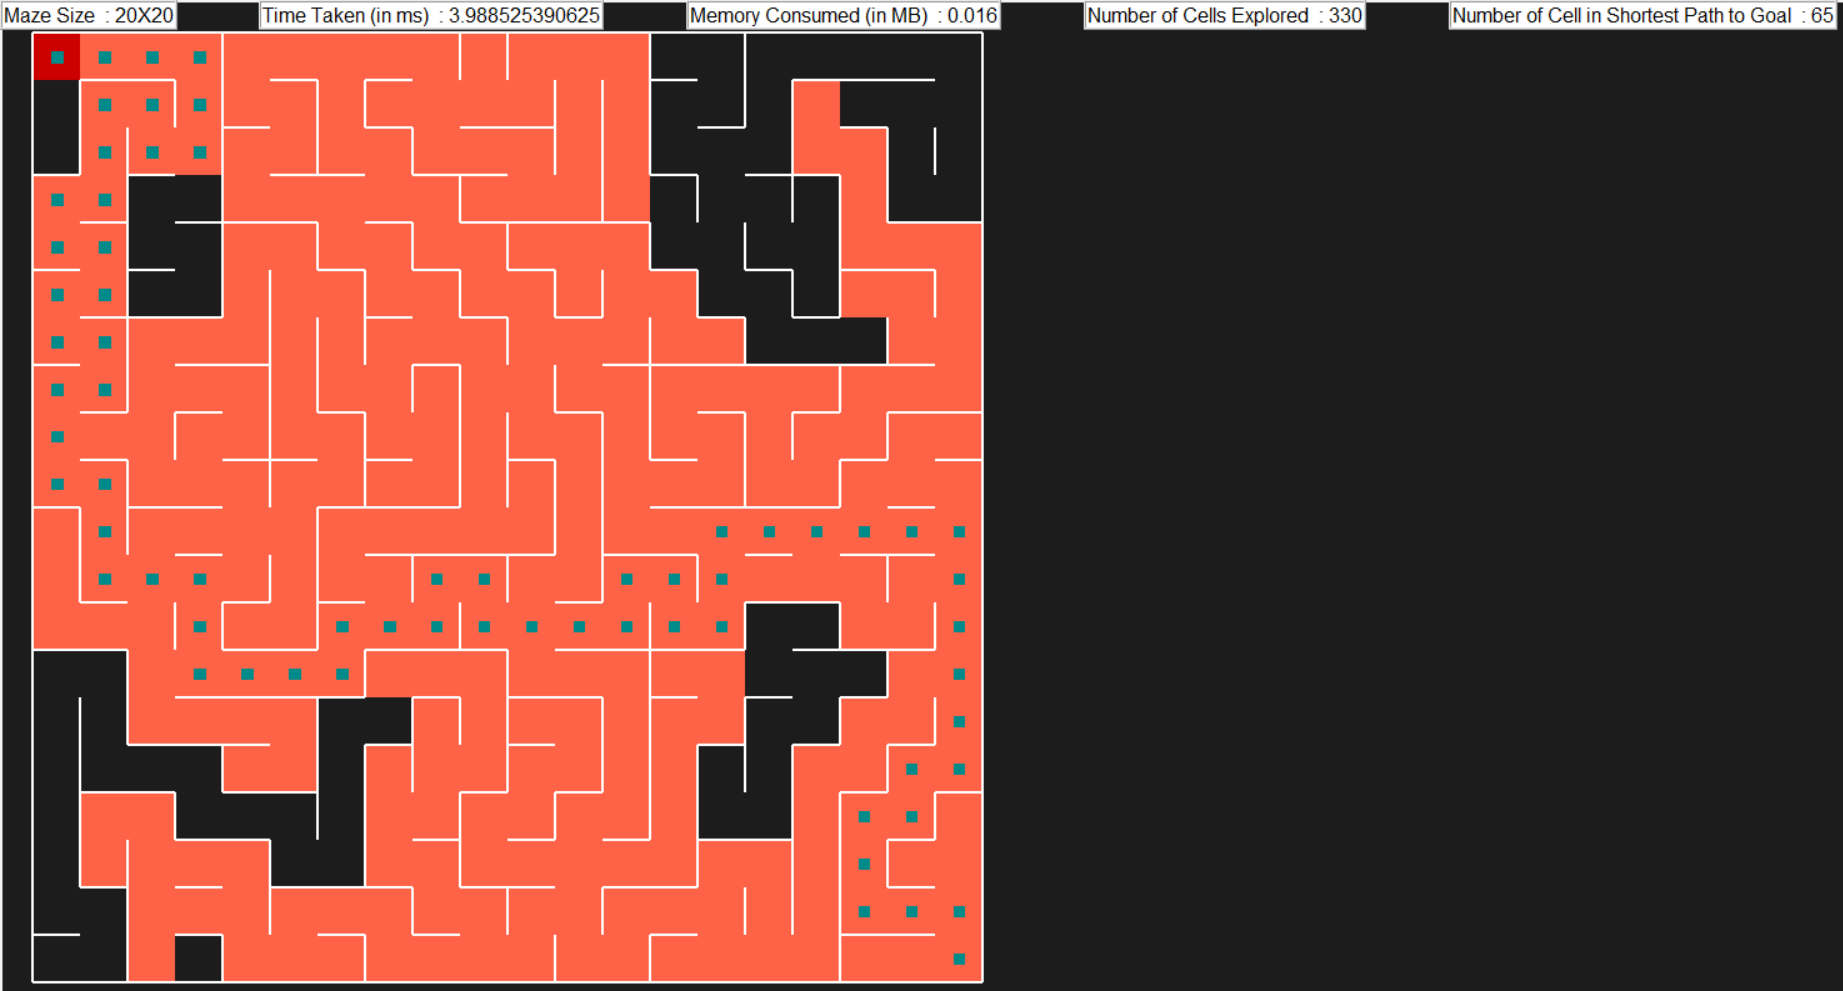 Maze Size : 20X20
Time Taken (in ms) : 3.988525390625
Memory Consumed (in MB) : 0.016
Number of Cells Explored : 330
Number of Cell in Shortest Path to Goal : 65